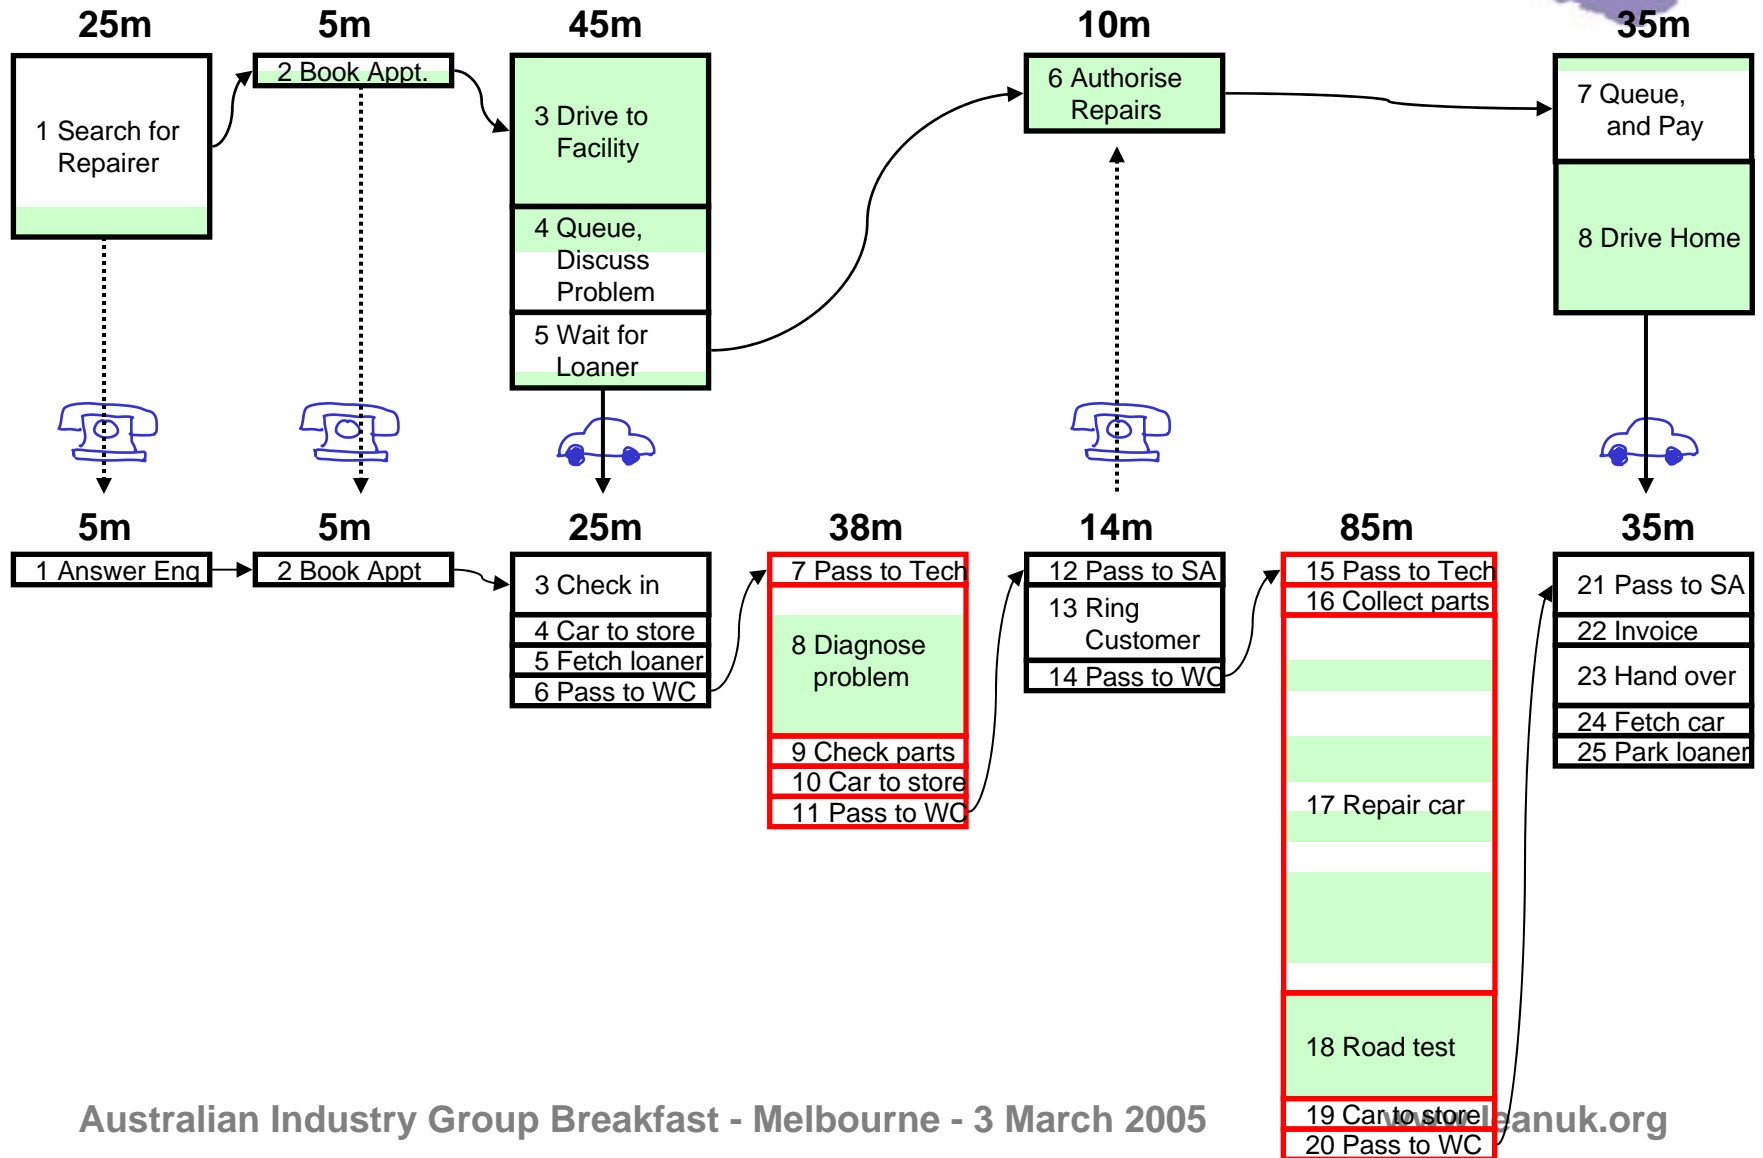 25m
5m
45m
10m
35m
1 Search for
Repairer
2 Book Appt.
3 Drive to
Facility
4 Queue,
Discuss
Problem
5 Wait for
Loaner
6 Authorise
Repairs
7 Queue,
and Pay
8 Drive Home
5m
5m
25m
38m
14m
85m
35m
1 Answer Enq
2 Book Appt
3 Check in
4 Car to store
5 Fetch loaner
6 Pass to WC
7 Pass to Tech
8 Diagnose
problem
9 Check parts
10 Car to store
11 Pass to WC
12 Pass to SA
13 Ring
Customer
14 Pass to WC
15 Pass to Tech
16 Collect parts
17 Repair car
18 Road test
19 Car to store
20 Pass to WC
21 Pass to SA
22 Invoice
23 Hand over
24 Fetch car
25 Park loaner
Australian Industry Group Breakfast - Melbourne - 3 March 2005
www.leanuk.org